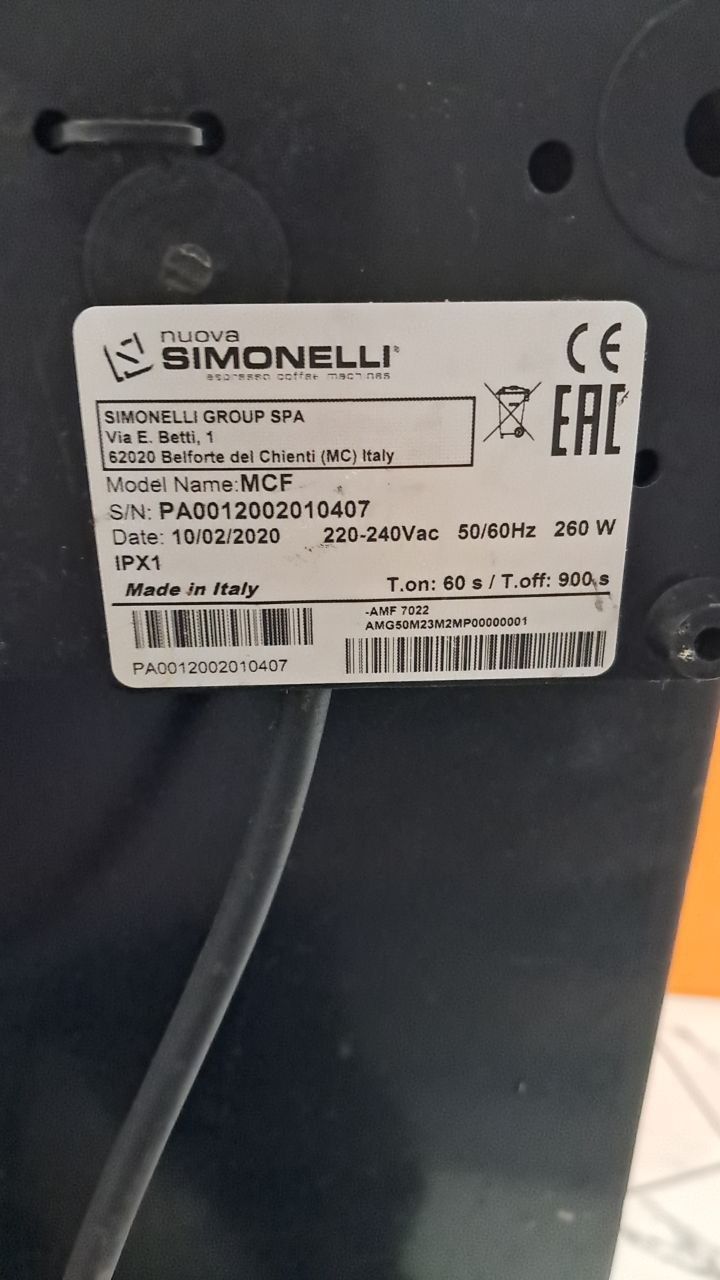 nuova
SIMONELLI®
espresso coffee machines
CE
EAC
SIMONELLI GROUP SPA
Via E. Betti, 1
62020 Belforte del Chienti (MC) Italy
Model Name:MCF
S/N: PA0012002010407
Date: 10/02/2020 220-240Vac 50/60Hz 260 W
IPX1
Made in Italy T.on: 60 s / T.off: 900 s
-AMF 7022
AMG50M23M2MP00000001
PA0012002010407